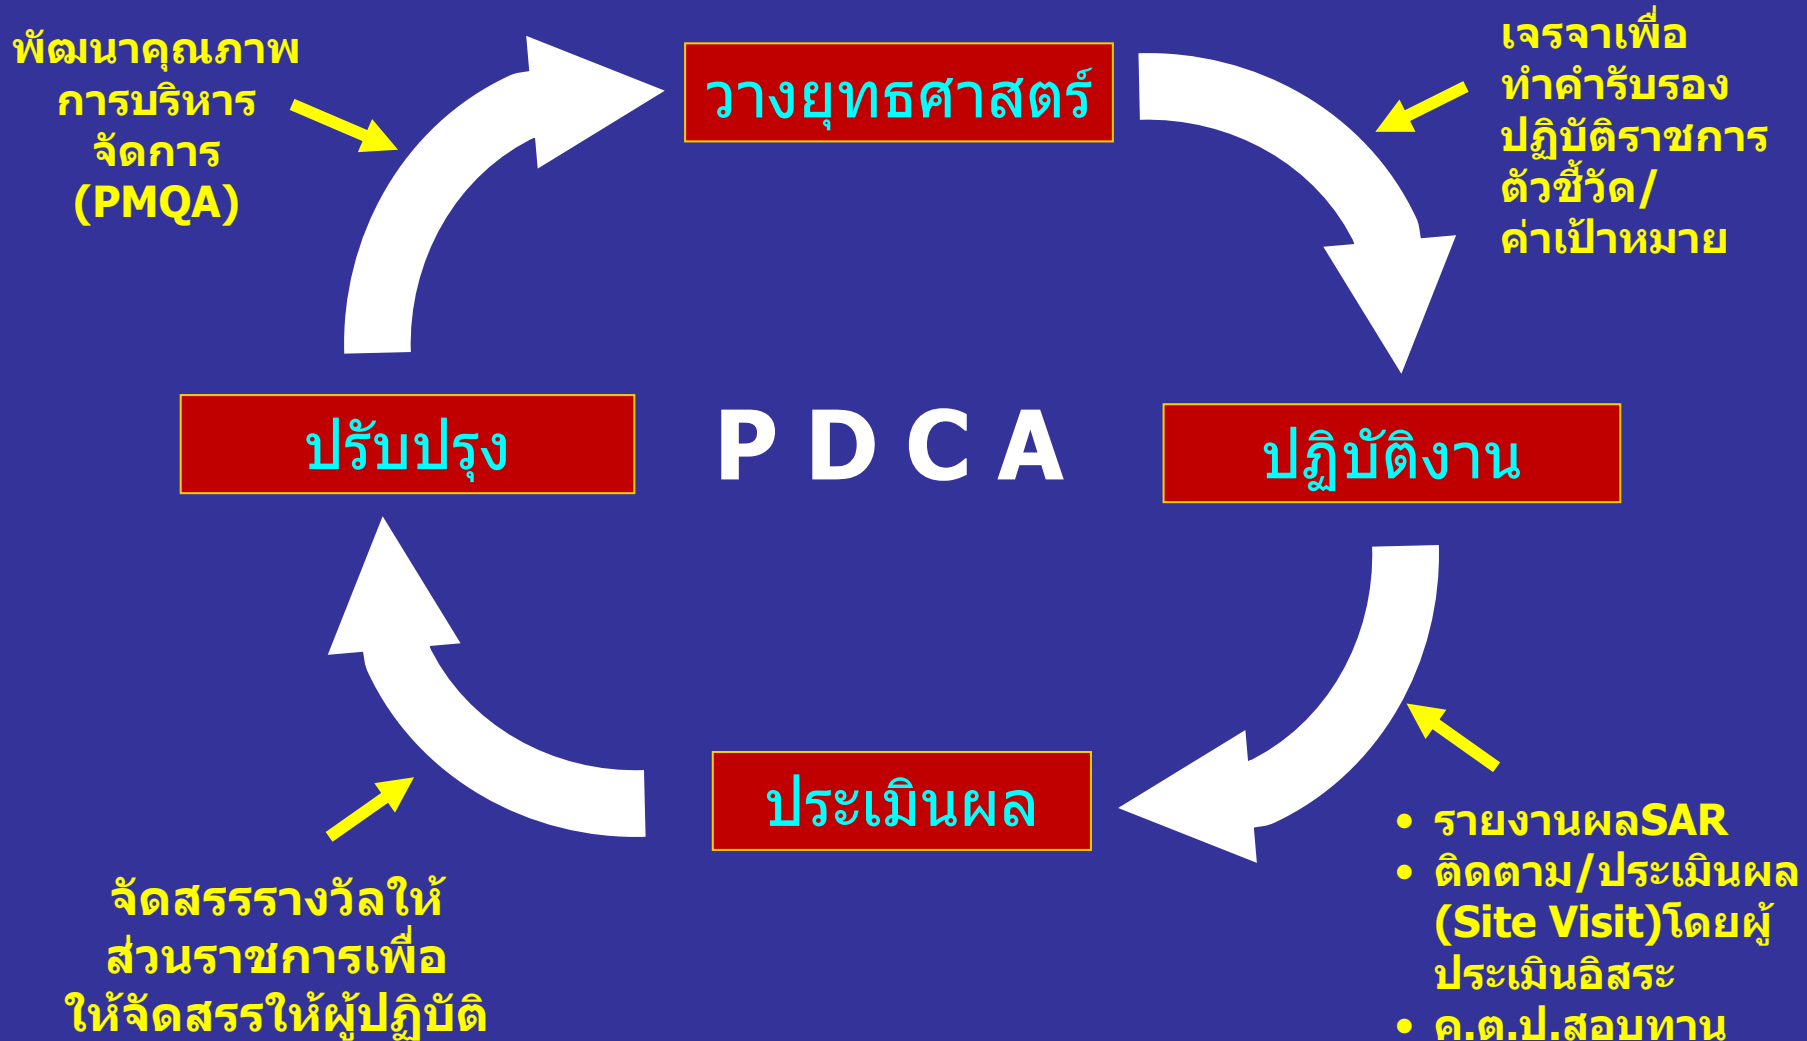 พัฒนาคุณภาพ
การบริหาร
จัดการ
(PMQA)
วางยุทธศาสตร์
เจรจาเพื่อ
ทำคำรับรอง
ปฏิบัติราชการ
ตัวชี้วัด/
ค่าเป้าหมาย
ปรับปรุง
P D C A
ปฏิบัติงาน
ประเมินผล
จัดสรรรางวัลให้
ส่วนราชการเพื่อ
ให้จัดสรรให้ผู้ปฏิบัติ
• รายงานผลSAR
• ติดตาม/ประเมินผล
(Site Visit)โดยผู้
ประเมินอิสระ
• ค.ต.ป.สอบทาน